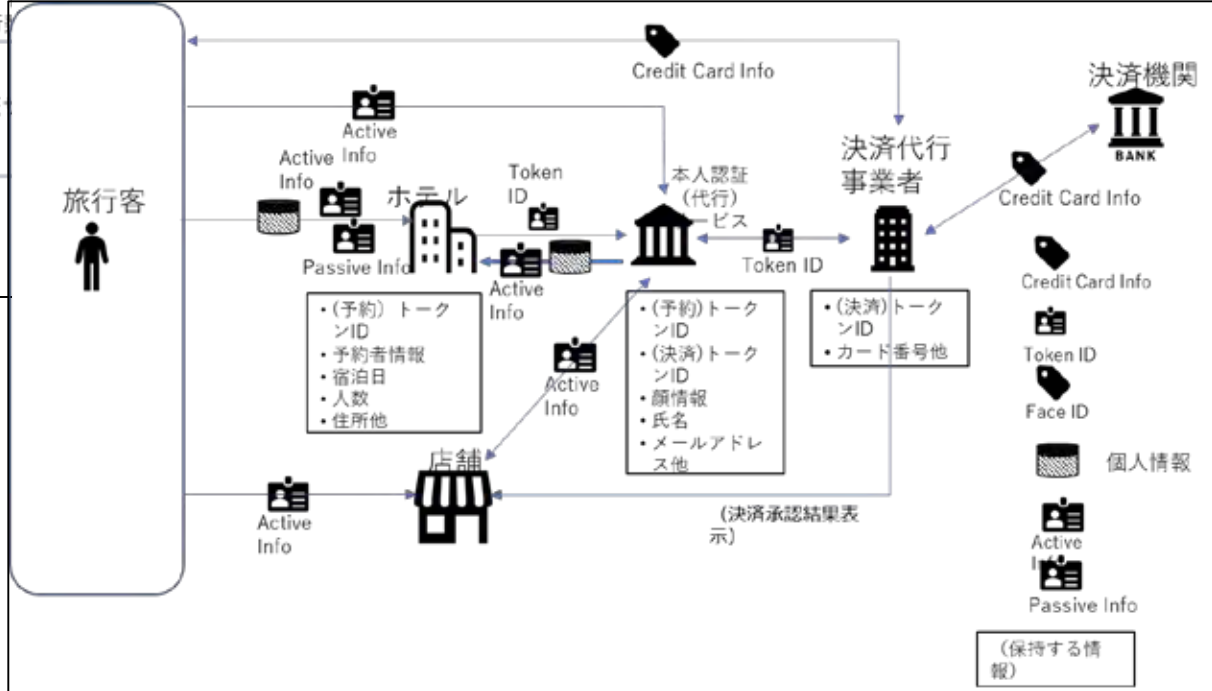 Credit Card Info
決済機関
BANK
Active
Info
決済代行
事業者
Credit Card Info
旅行客
Active
Info
ホテル
Token
ID
本人認証
(代行)
ービス
Passive Info
Active
Info
Token ID
・(予約) トーク
ンID
・予約者情報
・宿泊日
・人数
・住所他
・(予約)トーク
ンID
・(決済)トーク
ンID
・顔情報
・氏名
・メールアドレ
ス他
・(決済)トーク
ンID
・カード番号他
Active
Info
店舗
Active
Info
(決済承認結果表
示)
Credit Card Info
Token ID
Face ID
個人情報
Active
Passive Info
(保持する情
報)